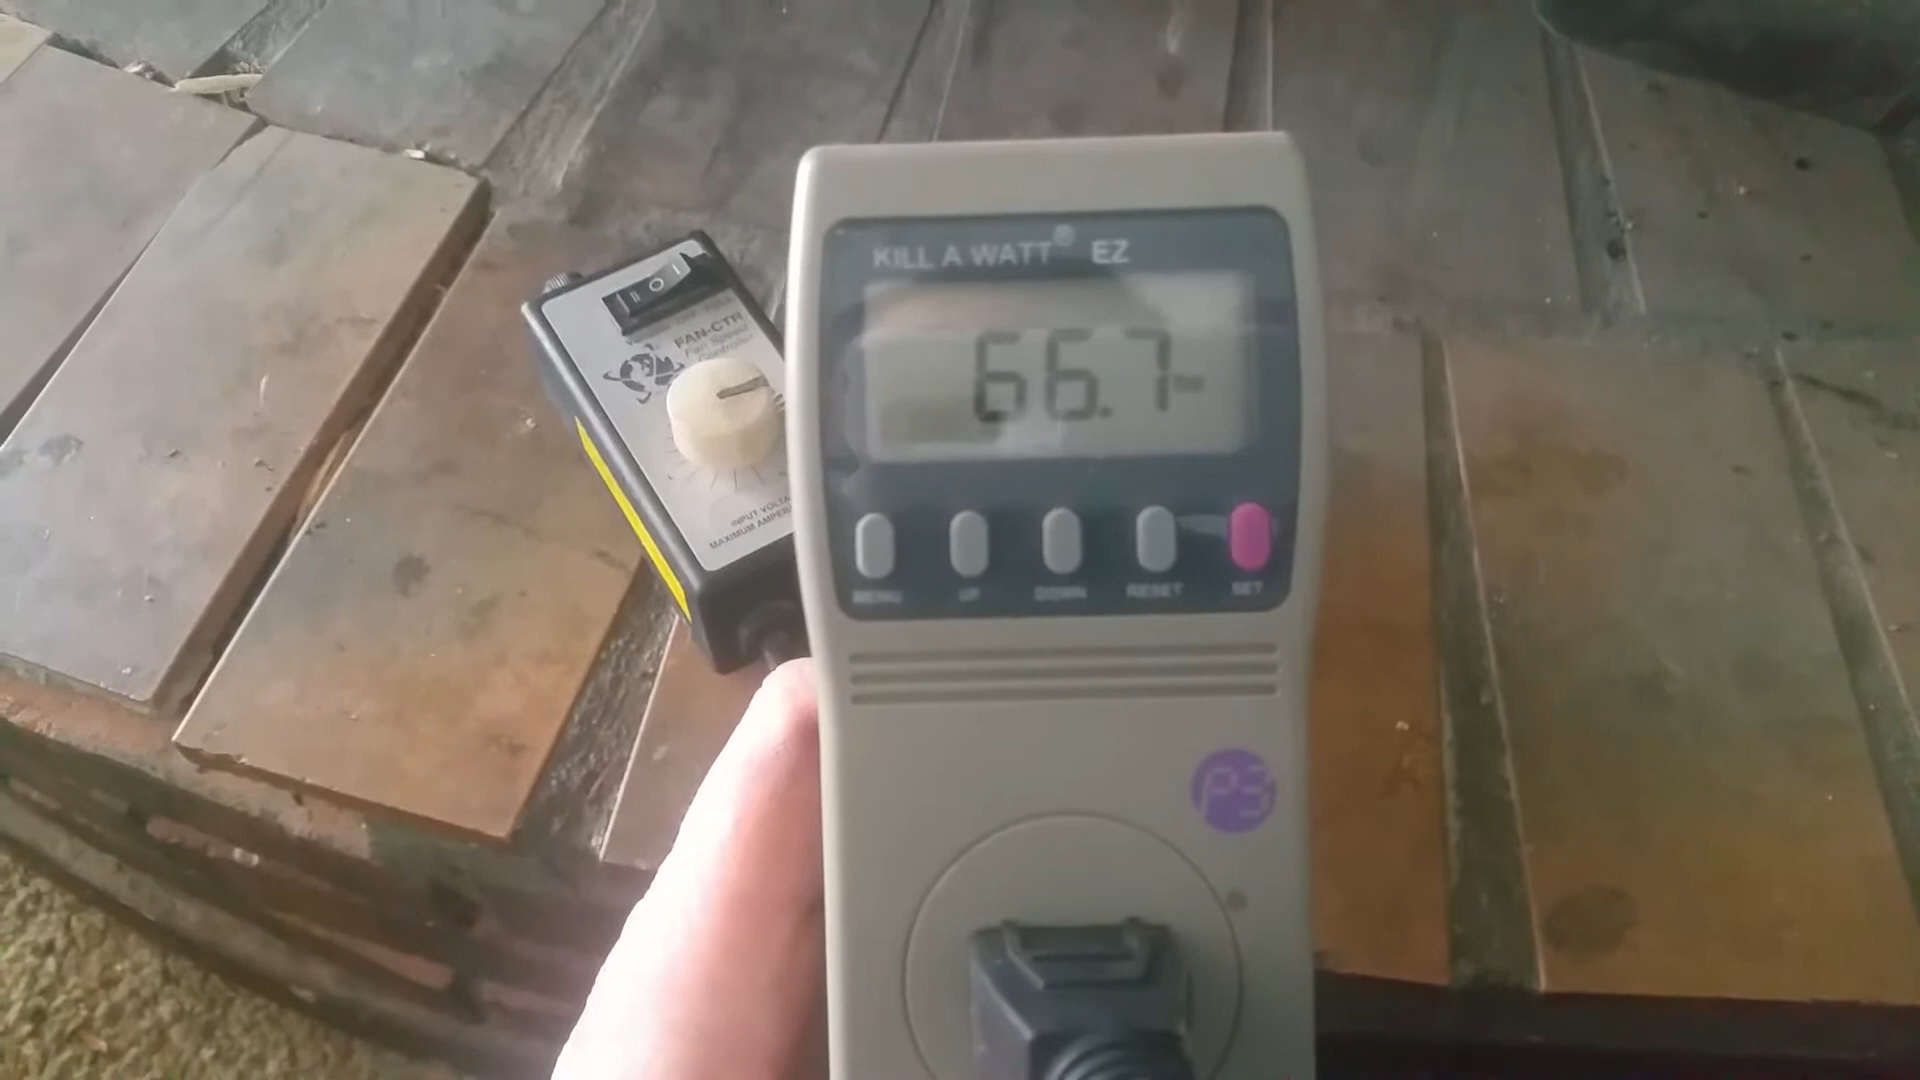 KILL A WATT® EZ
66.7
MENU UP DOWN RESET SET
P3
FAN-CTR
Fan Speed
Controller
INPUT VOLTA
MAXIMUM AMPER